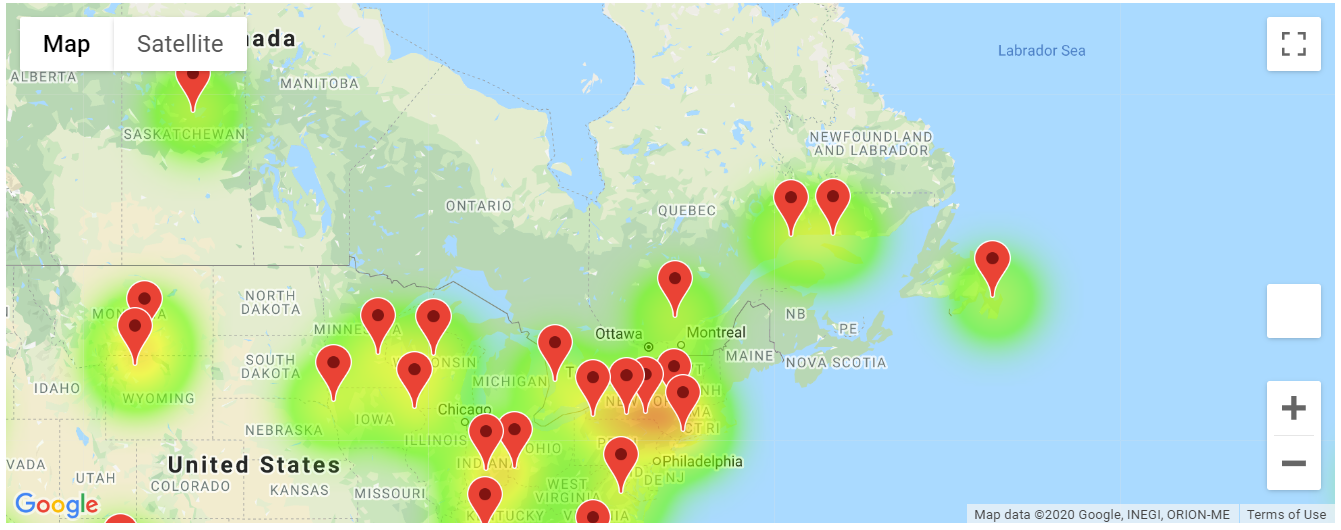 Map
Satellite
nada
Labrador Sea
ALBERTA
MANITOBA
SASKATCHEWAN
NEWFOUNDLAND
AND LABRADOR
ONTARIO
QUEBEC
NORTH
DAKOTA
MINNESOTA
Ottawa
Montreal
NB
PE
MAINE
NOVA SCOTIA
SOUTH
DAKOTA
WISCONSIN
MICHIGAN
IDAHO
WYOMING
Chicago
IOWA
NH
MA
CT RI
NEBRASKA
ILLINOIS
OHIO
INDIANA
Philadelphia
United States
VADA
UTAH
COLORADO
KANSAS
MISSOURI
WEST
VIRGINIA
MD
DE
NJ
KENTUCKY
Google
Map data ©2020 Google, INEGI, ORION-ME
Terms of Use